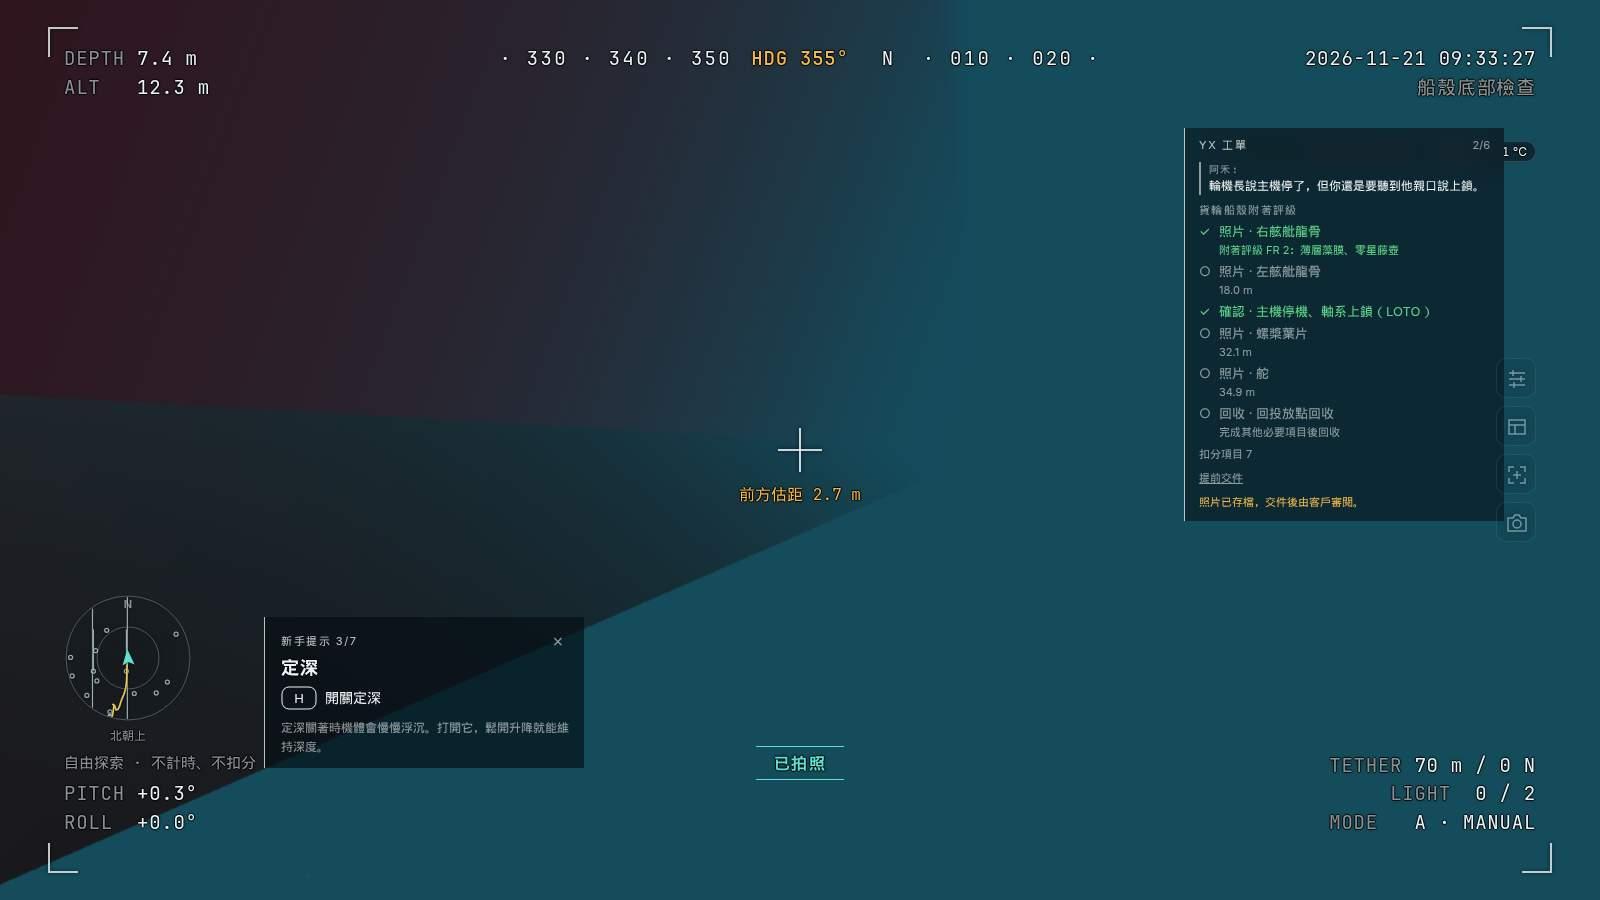 DEPTH 7.4 m
ALT 12.3 m
· 330 · 340 · 350 HDG 355° N · 010 · 020 ·
2026-11-21 09:33:27
船殼底部檢查
1 °C
YX 工單 2/6
阿禾：
輪機長說主機停了，但你還是要聽到他親口說上鎖。
貨輪船殼附著評級
照片 · 右舷舭龍骨
附著評級 FR 2：薄層藻膜、零星藤壺
照片 · 左舷舭龍骨
18.0 m
確認 · 主機停機、軸系上鎖（LOTO）
照片 · 螺槳葉片
32.1 m
照片 · 舵
34.9 m
回收 · 回投放點回收
完成其他必要項目後回收
扣分項目 7
提前交件
照片已存檔，交件後由客戶審閱。
前方估距 2.7 m
N
北朝上
自由探索 · 不計時、不扣分
PITCH +0.3°
ROLL +0.0°
新手提示 3/7 ×
定深
H 開關定深
定深關著時機體會慢慢浮沉。打開它，鬆開升降就能維
持深度。
已拍照
TETHER 70 m / 0 N
LIGHT 0 / 2
MODE A · MANUAL